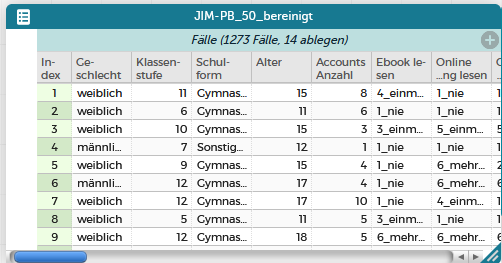 JIM-PB_50_bereinigt
Fälle (1273 Fälle, 14 ablegen)
In-dex Ge-schlecht Klassen-stufe Schul-form Alter Accounts Anzahl Ebook le-sen Online ...ng lesen
1 weiblich 11 Gymnas... 15 8 4_einm... 1_nie
2 weiblich 6 Gymnas... 11 6 1_nie 1_nie
3 weiblich 10 Gymnas... 15 3 3_einm... 5_einm...
4 männli... 7 Sonstig... 12 4 1_nie 1_nie
5 weiblich 9 Gymnas... 15 4 1_nie 6_mehr...
6 männli... 12 Gymnas... 17 4 1_nie 6_mehr...
7 weiblich 12 Gymnas... 17 10 1_nie 4_einm...
8 weiblich 5 Gymnas... 11 5 3_einm... 1_nie
9 weiblich 12 Gymnas... 18 5 6_mehr... 6_mehr...